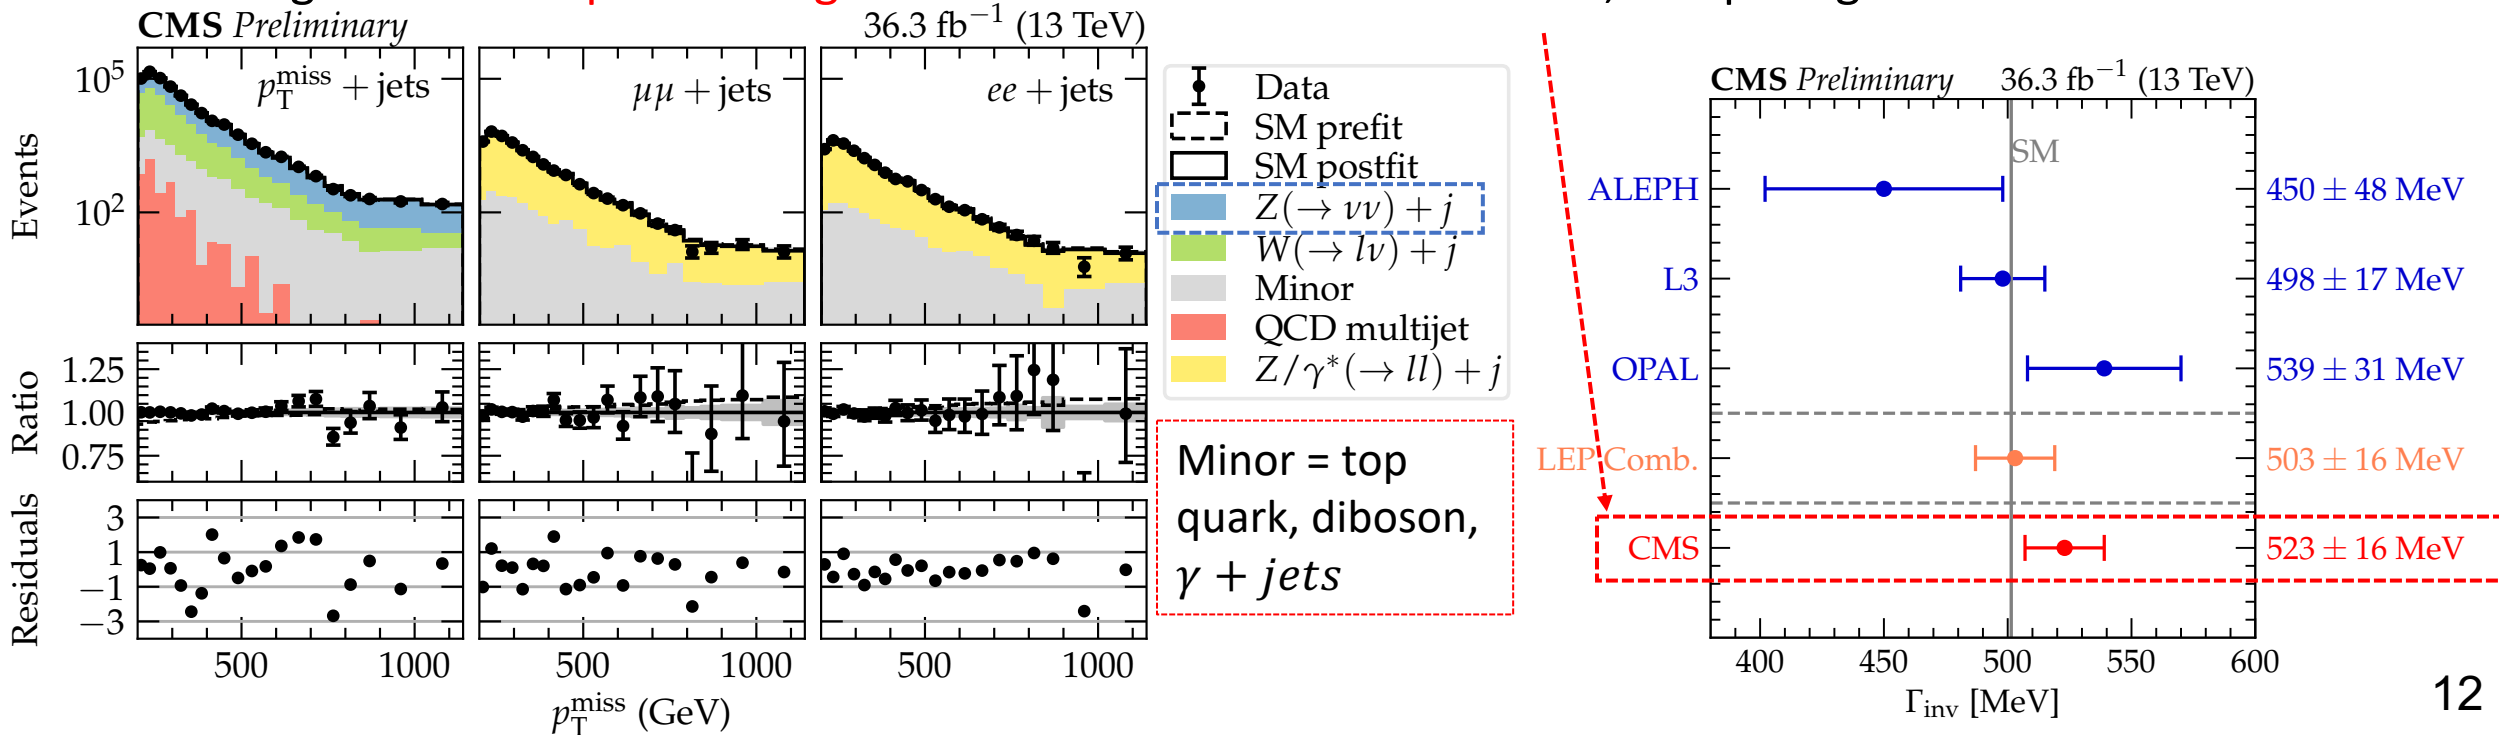 CMS Preliminary 36.3 fb⁻¹ (13 TeV)
Events
10⁵
10²
p_T^miss + jets
μμ + jets
ee + jets
Ratio
1.25
1.00
0.75
Residuals
3
1
−1
−3
500 1000 500 1000 500 1000
p_T^miss (GeV)
Data
SM prefit
SM postfit
Z(→ νν) + j
W(→ lν) + j
Minor
QCD multijet
Z/γ*(→ ll) + j
Minor = top
quark, diboson,
γ + jets
CMS Preliminary 36.3 fb⁻¹ (13 TeV)
SM
ALEPH 450 ± 48 MeV
L3 498 ± 17 MeV
OPAL 539 ± 31 MeV
LEP Comb. 503 ± 16 MeV
CMS 523 ± 16 MeV
400 450 500 550 600
Γ_inv [MeV]
12